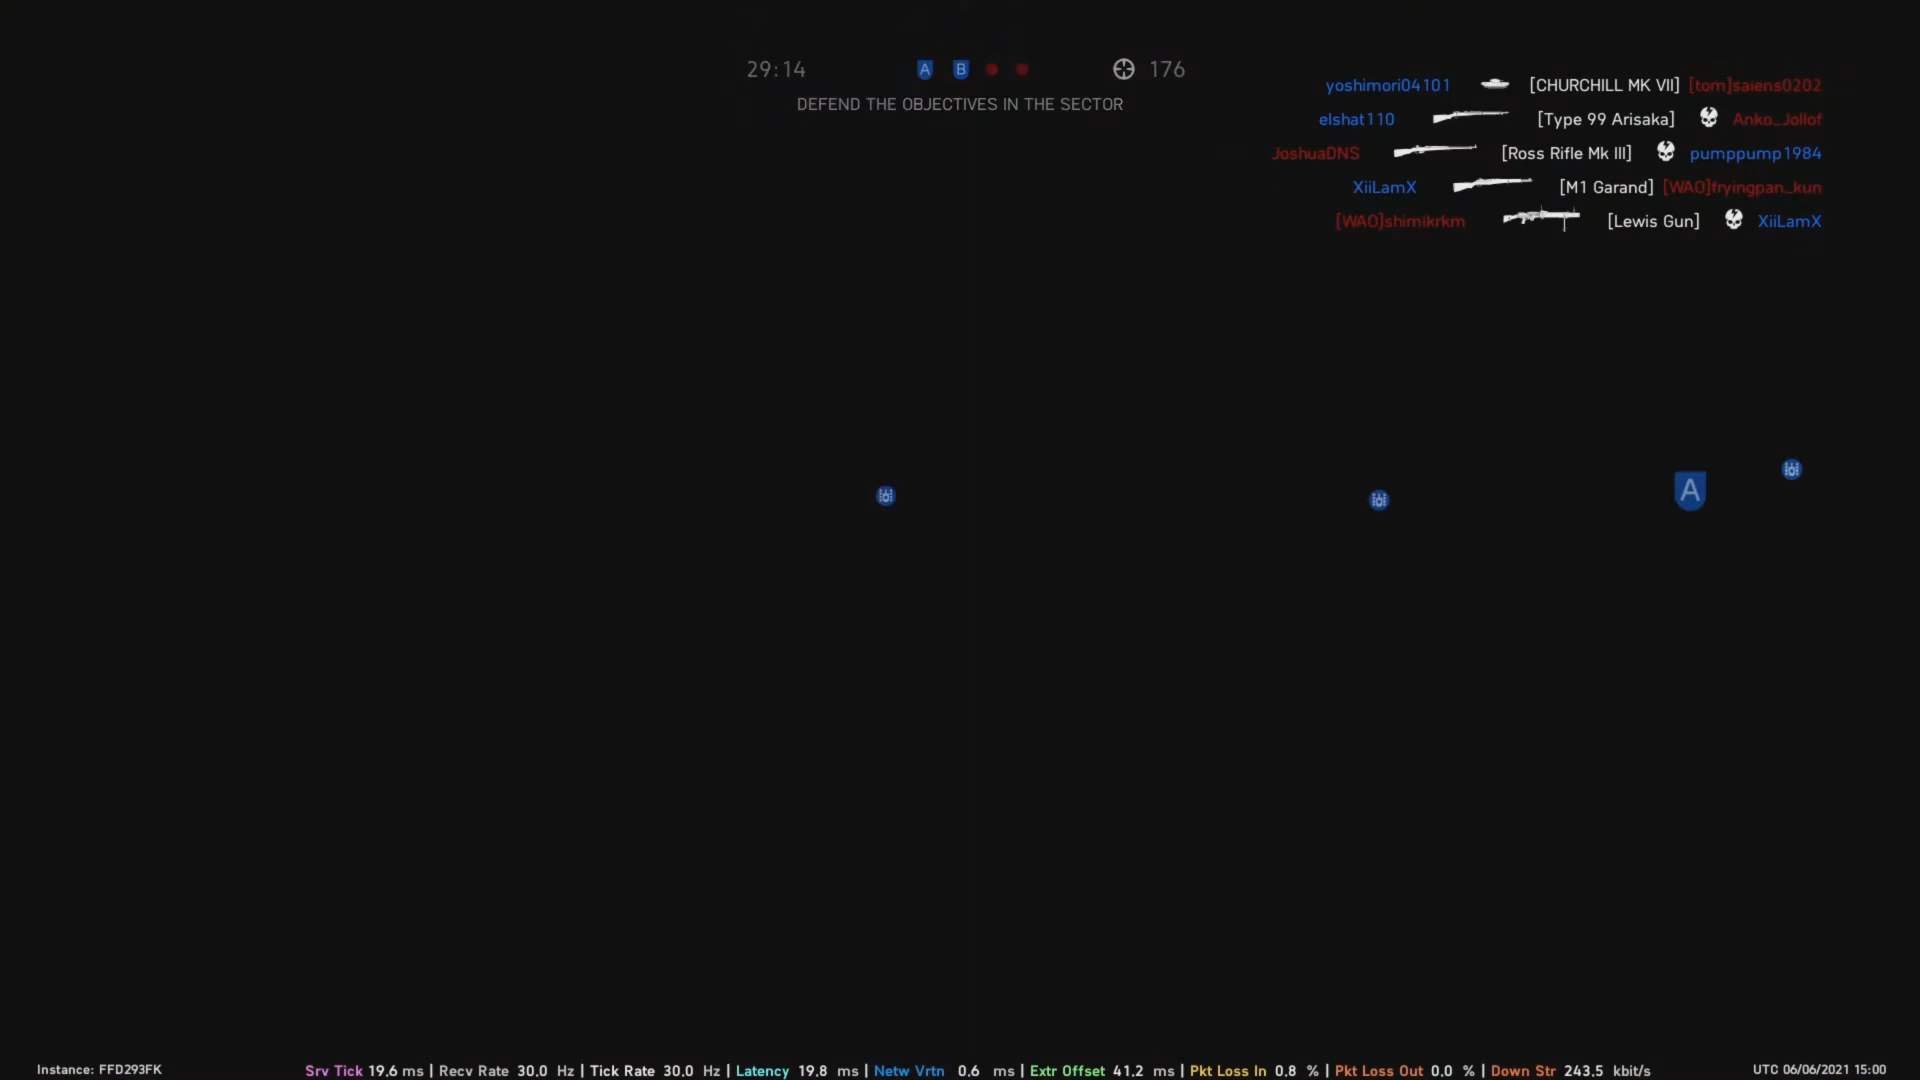 29:14 A B 176
DEFEND THE OBJECTIVES IN THE SECTOR
yoshimori04101 [CHURCHILL MK VII] [tom]saiens0202
elshat110 [Type 99 Arisaka] Anko_Jollof
JoshuaDNS [Ross Rifle Mk III] pumppump1984
XiiLamX [M1 Garand] [WAO]fryingpan_kun
[WAO]shimikrkm [Lewis Gun] XiiLamX
A
Instance: FFD293FK Srv Tick 19.6 ms | Recv Rate 30.0 Hz | Tick Rate 30.0 Hz | Latency 19.8 ms | Netw Vrtn 0.6 ms | Extr Offset 41.2 ms | Pkt Loss In 0.8 % | Pkt Loss Out 0.0 % | Down Str 243.5 kbit/s UTC 06/06/2021 15:00